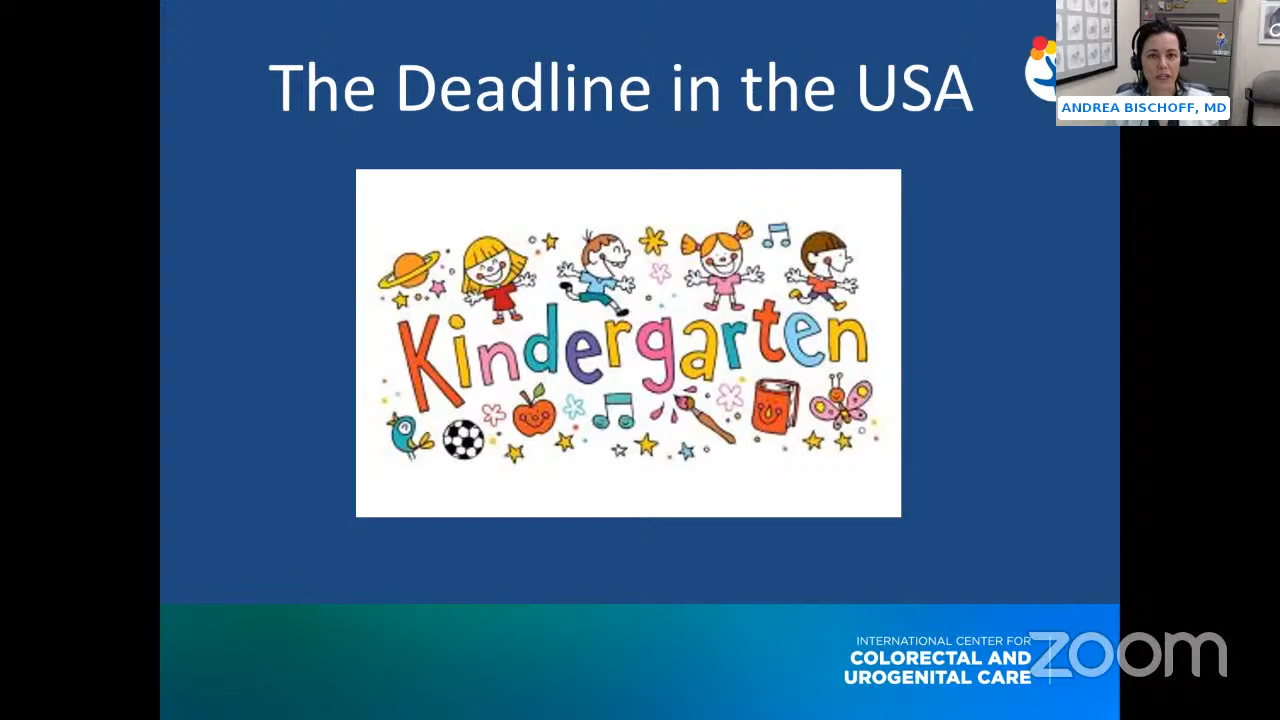 The Deadline in the USA
ANDREA BISCHOFF, MD
Kindergarten
INTERNATIONAL CENTER FOR
COLORECTAL AND
UROGENITAL CARE
zoom